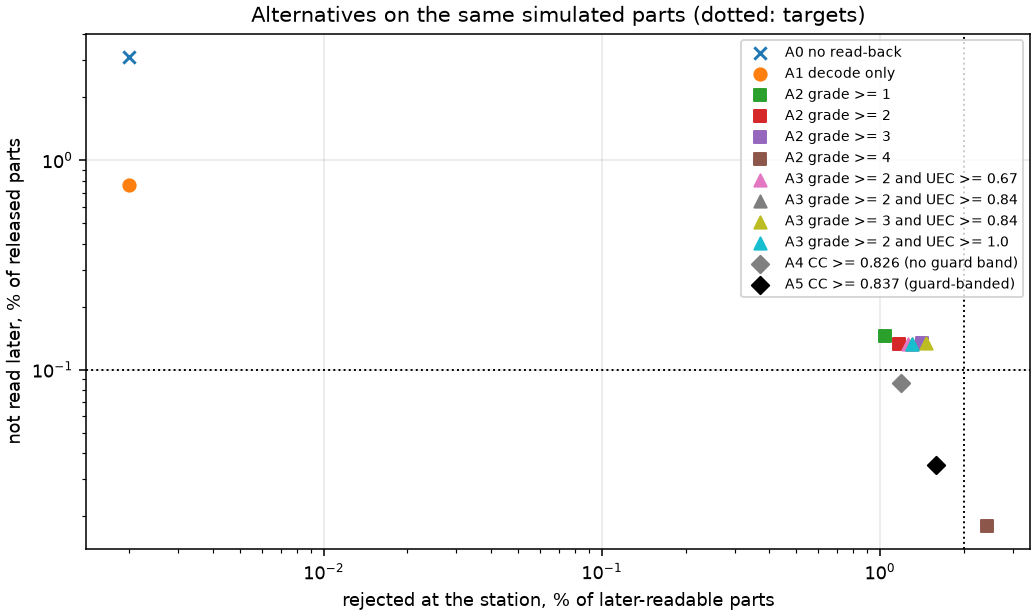 Alternatives on the same simulated parts (dotted: targets)
not read later, % of released parts
10⁰
10⁻¹
A0 no read-back
A1 decode only
A2 grade >= 1
A2 grade >= 2
A2 grade >= 3
A2 grade >= 4
A3 grade >= 2 and UEC >= 0.67
A3 grade >= 2 and UEC >= 0.84
A3 grade >= 3 and UEC >= 0.84
A3 grade >= 2 and UEC >= 1.0
A4 CC >= 0.826 (no guard band)
A5 CC >= 0.837 (guard-banded)
10⁻² 10⁻¹ 10⁰
rejected at the station, % of later-readable parts